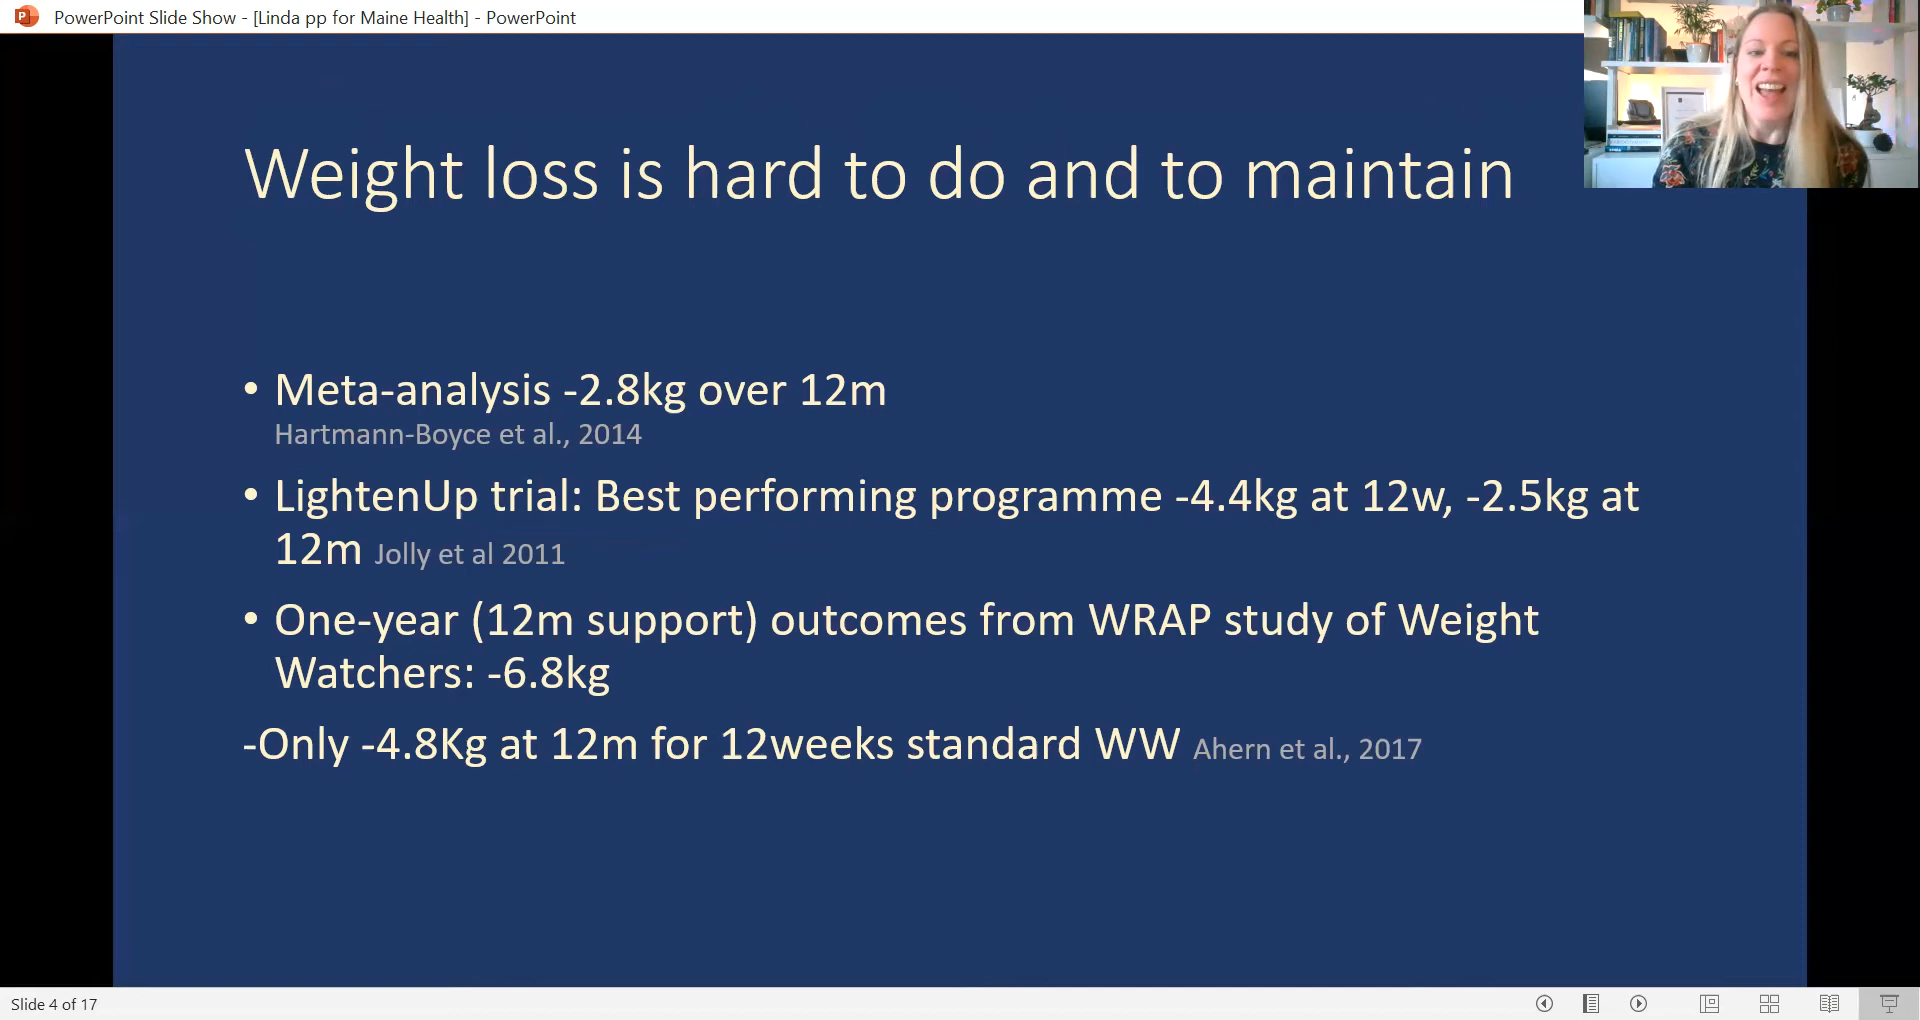 PowerPoint Slide Show - [Linda pp for Maine Health] - PowerPoint
Weight loss is hard to do and to maintain
• Meta-analysis -2.8kg over 12m
Hartmann-Boyce et al., 2014
• LightenUp trial: Best performing programme -4.4kg at 12w, -2.5kg at
12m Jolly et al 2011
• One-year (12m support) outcomes from WRAP study of Weight
Watchers: -6.8kg
-Only -4.8Kg at 12m for 12weeks standard WW Ahern et al., 2017
Slide 4 of 17